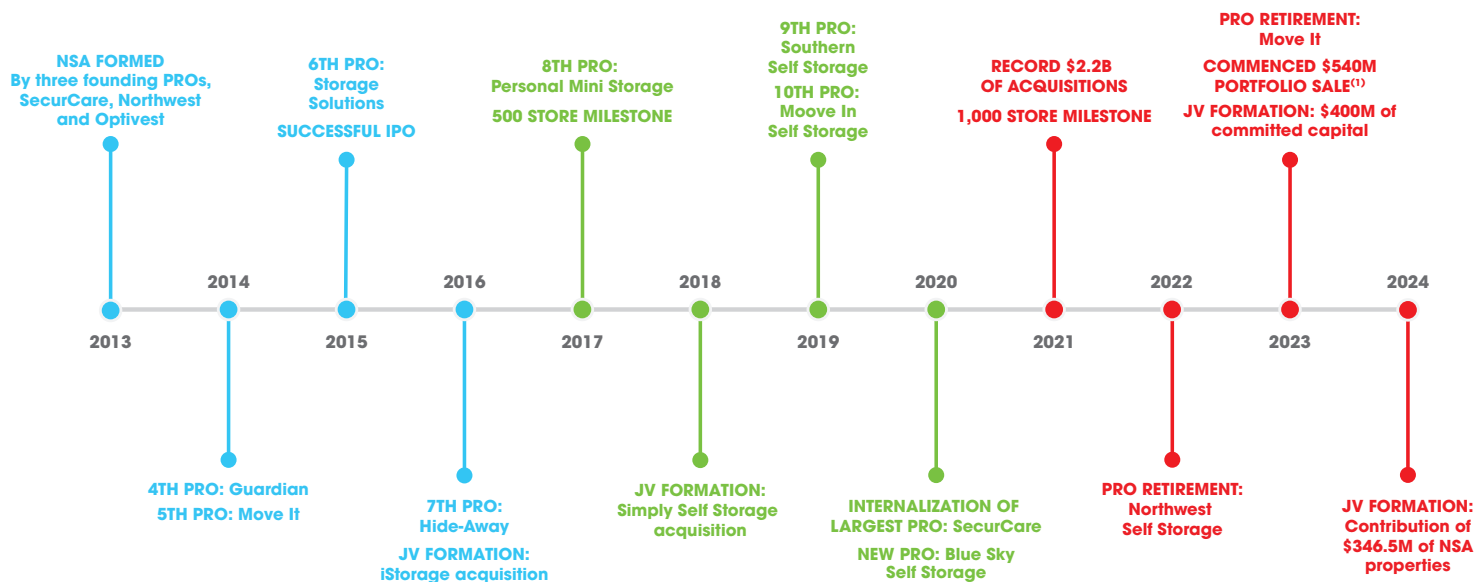 NSA FORMED
By three founding PROs,
SecurCare, Northwest
and Optivest
2013
2014
4TH PRO: Guardian
5TH PRO: Move It
6TH PRO:
Storage
Solutions
SUCCESSFUL IPO
2015
2016
7TH PRO:
Hide-Away
JV FORMATION:
iStorage acquisition
8TH PRO:
Personal Mini Storage
500 STORE MILESTONE
2017
2018
JV FORMATION:
Simply Self Storage
acquisition
9TH PRO:
Southern
Self Storage
10TH PRO:
Moove In
Self Storage
2019
2020
INTERNALIZATION OF
LARGEST PRO: SecurCare
NEW PRO: Blue Sky
Self Storage
RECORD $2.2B
OF ACQUISITIONS
1,000 STORE MILESTONE
2021
2022
PRO RETIREMENT:
Northwest
Self Storage
PRO RETIREMENT:
Move It
COMMENCED $540M
PORTFOLIO SALE(1)
JV FORMATION: $400M of
committed capital
2023
2024
JV FORMATION:
Contribution of
$346.5M of NSA
properties